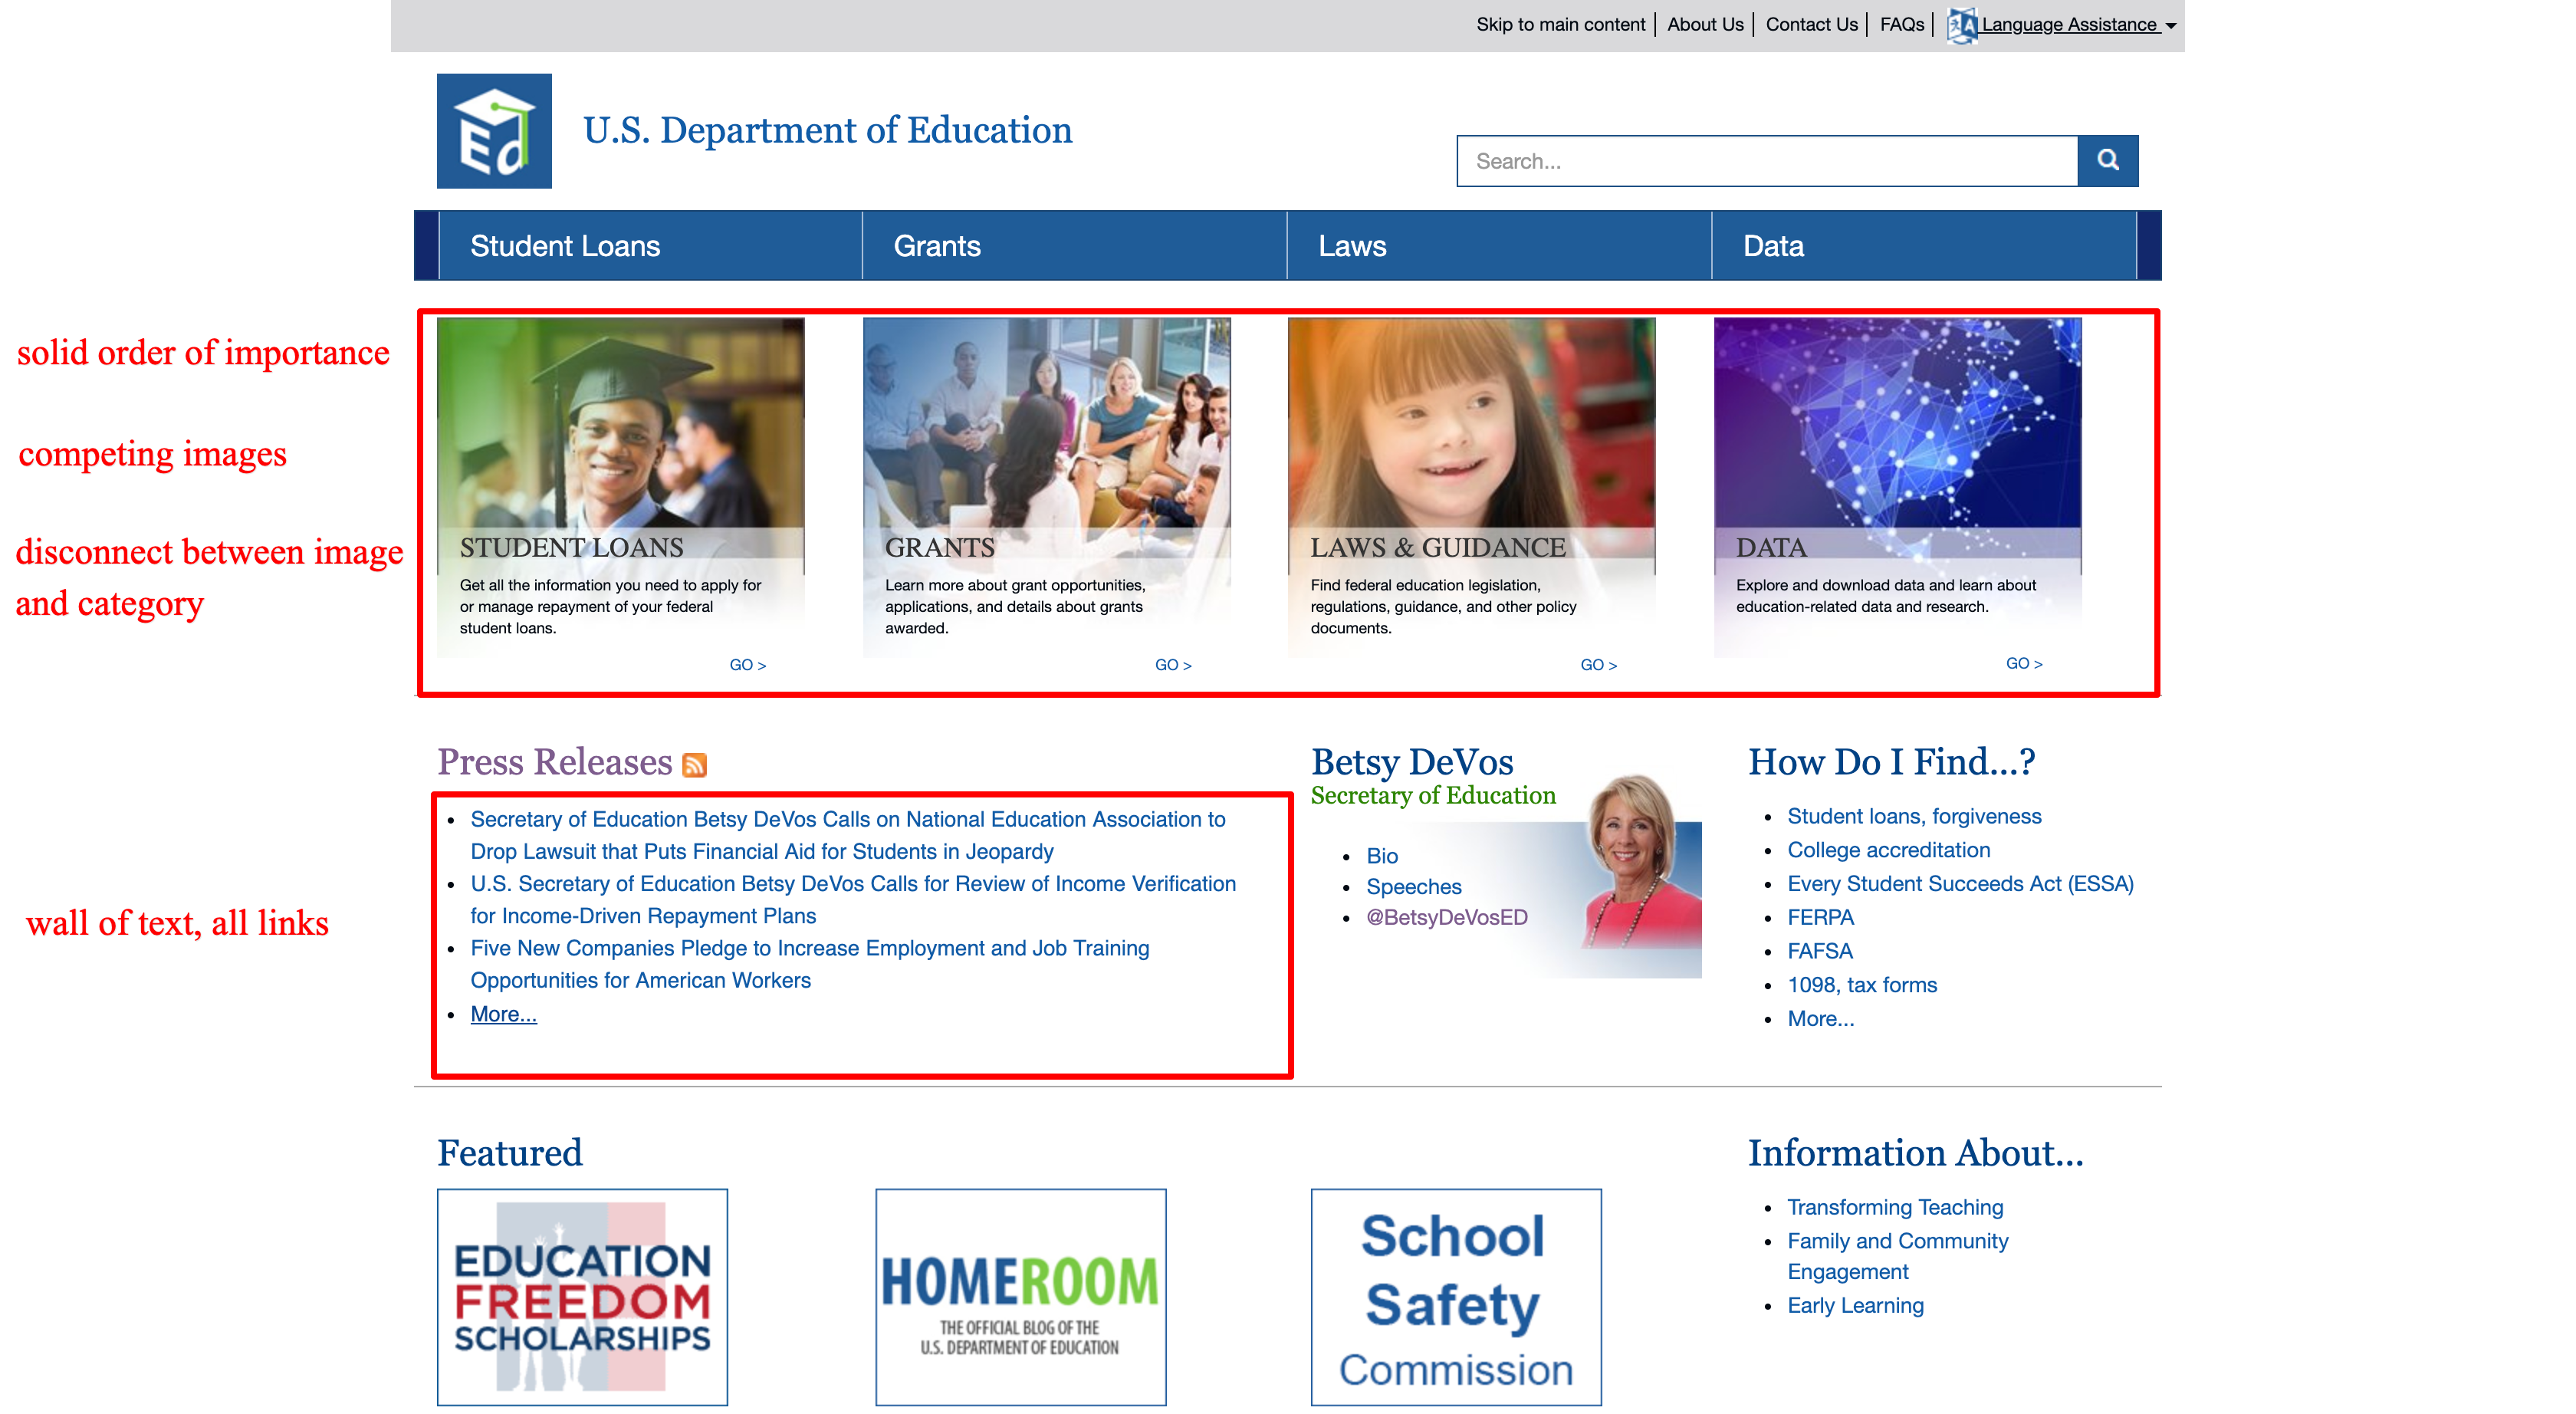 Skip to main content About Us Contact Us FAQs Language Assistance
Ed
U.S. Department of Education
Search...
Student Loans Grants Laws Data
solid order of importance
competing images
disconnect between image
and category
STUDENT LOANS
Get all the information you need to apply for
or manage repayment of your federal
student loans.
GO >
GRANTS
Learn more about grant opportunities,
applications, and details about grants
awarded.
GO >
LAWS & GUIDANCE
Find federal education legislation,
regulations, guidance, and other policy
documents.
GO >
DATA
Explore and download data and learn about
education-related data and research.
GO >
wall of text, all links
Press Releases
Secretary of Education Betsy DeVos Calls on National Education Association to
Drop Lawsuit that Puts Financial Aid for Students in Jeopardy
U.S. Secretary of Education Betsy DeVos Calls for Review of Income Verification
for Income-Driven Repayment Plans
Five New Companies Pledge to Increase Employment and Job Training
Opportunities for American Workers
More...
Betsy DeVos
Secretary of Education
Bio
Speeches
@BetsyDeVosED
How Do I Find...?
Student loans, forgiveness
College accreditation
Every Student Succeeds Act (ESSA)
FERPA
FAFSA
1098, tax forms
More...
Featured
EDUCATION
FREEDOM
SCHOLARSHIPS
HOMEROOM
THE OFFICIAL BLOG OF THE
U.S. DEPARTMENT OF EDUCATION
School
Safety
Commission
Information About...
Transforming Teaching
Family and Community
Engagement
Early Learning